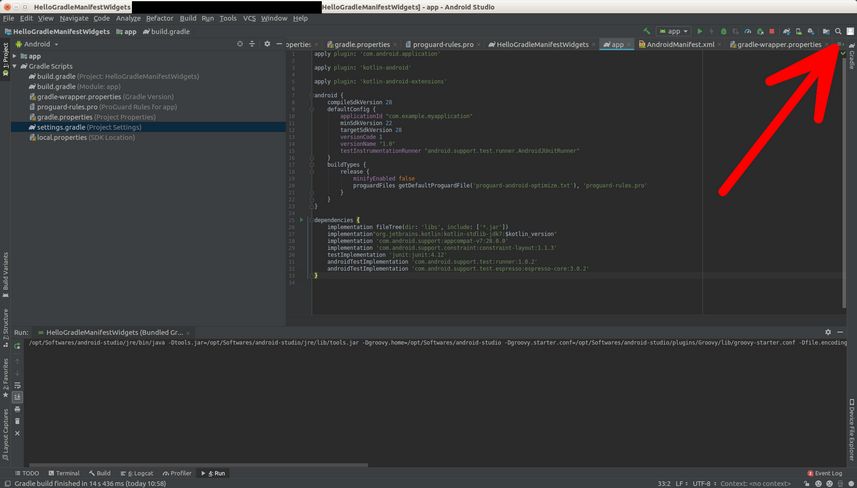 HelloGradleManifestWidgets
HelloGradleManifestWidgets] - app - Android Studio
File Edit View Navigate Code Analyze Refactor Build Run Tools VCS Window Help
HelloGradleManifestWidgets app build.gradle
app
Android
operties gradle.properties proguard-rules.pro HelloGradleManifestWidgets app AndroidManifest.xml gradle-wrapper.properties
1: Project
Gradle
app
Gradle Scripts
build.gradle (Project: HelloGradleManifestWidgets)
build.gradle (Module: app)
gradle-wrapper.properties (Gradle Version)
proguard-rules.pro (ProGuard Rules for app)
gradle.properties (Project Properties)
settings.gradle (Project Settings)
local.properties (SDK Location)
apply plugin: 'com.android.application'
apply plugin: 'kotlin-android'
apply plugin: 'kotlin-android-extensions'
android {
compileSdkVersion 28
defaultConfig {
applicationId "com.example.myapplication"
minSdkVersion 22
targetSdkVersion 28
versionCode 1
versionName "1.0"
testInstrumentationRunner "android.support.test.runner.AndroidJUnitRunner"
}
buildTypes {
release {
minifyEnabled false
proguardFiles getDefaultProguardFile('proguard-android-optimize.txt'), 'proguard-rules.pro'
}
}
}
dependencies {
implementation fileTree(dir: 'libs', include: ['*.jar'])
implementation"org.jetbrains.kotlin:kotlin-stdlib-jdk7:$kotlin_version"
implementation 'com.android.support:appcompat-v7:28.0.0'
implementation 'com.android.support.constraint:constraint-layout:1.1.3'
testImplementation 'junit:junit:4.12'
androidTestImplementation 'com.android.support.test:runner:1.0.2'
androidTestImplementation 'com.android.support.test.espresso:espresso-core:3.0.2'
}
Build Variants
7: Structure
2: Favorites
Layout Captures
Device File Explorer
Run: HelloGradleManifestWidgets (Bundled Gr...
/opt/Softwares/android-studio/jre/bin/java -Dtools.jar=/opt/Softwares/android-studio/jre/lib/tools.jar -Dgroovy.home=/opt/Softwares/android-studio -Dgroovy.starter.conf=/opt/Softwares/android-studio/plugins/Groovy/lib/groovy-starter.conf -Dfile.encoding
TODO Terminal Build 6: Logcat Profiler 4: Run Event Log
Gradle build finished in 14 s 436 ms (today 10:58) 33:2 LF UTF-8 Context: <no context>